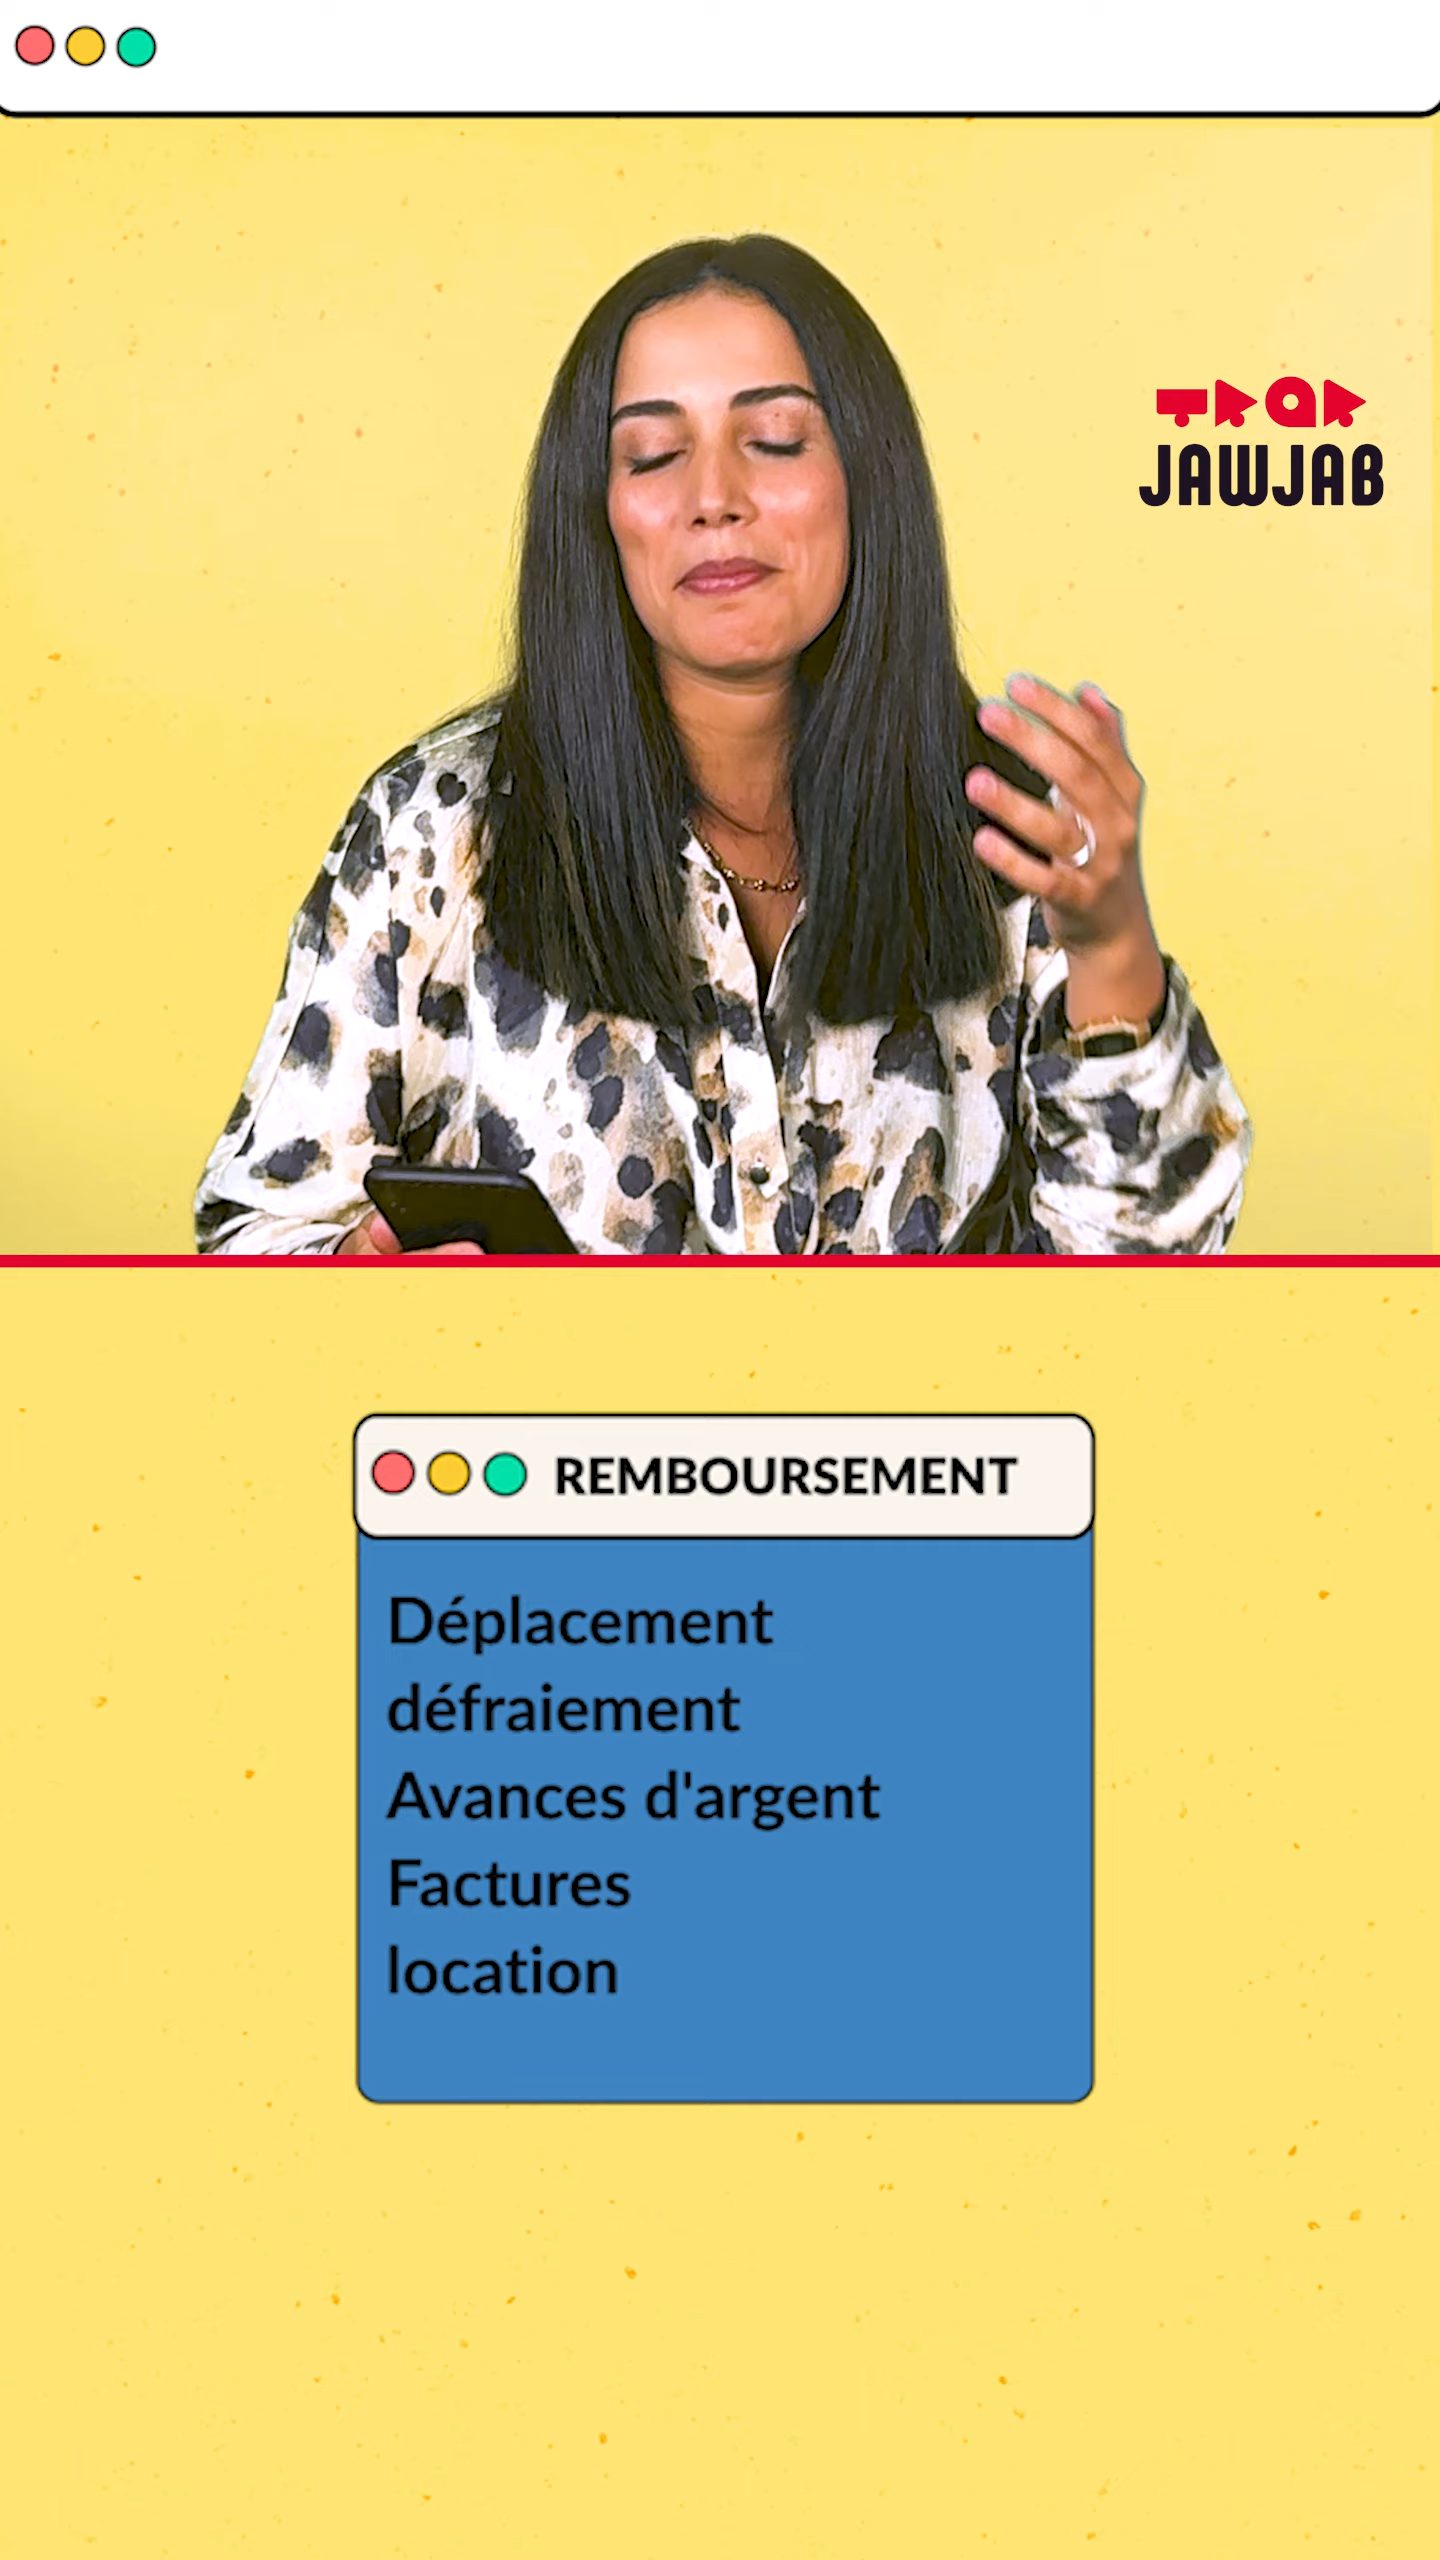 JAWJAB
REMBOURSEMENT
Déplacement
défraiement
Avances d'argent
Factures
location